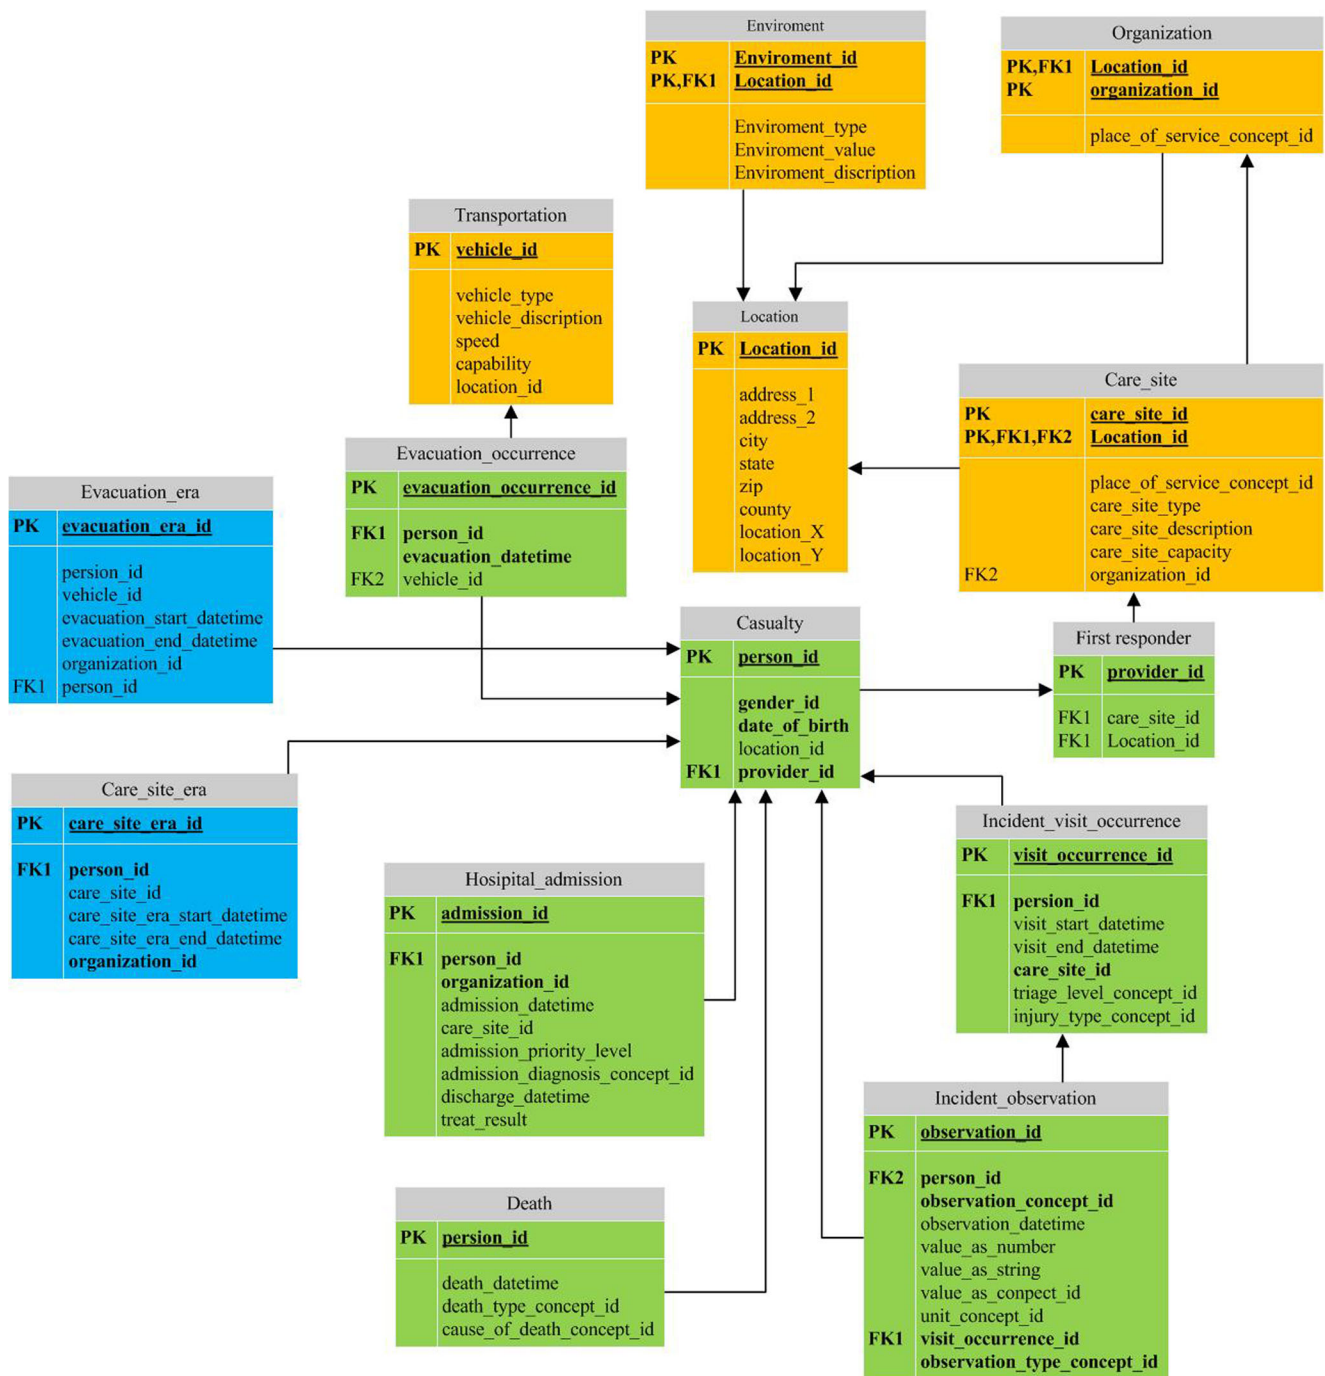 Enviroment
PK Enviroment_id
PK,FK1 Location_id
Enviroment_type
Enviroment_value
Enviroment_discription
Organization
PK,FK1 Location_id
PK organization_id
place_of_service_concept_id
Transportation
PK vehicle_id
vehicle_type
vehicle_discription
speed
capability
location_id
Location
PK Location_id
address_1
address_2
city
state
zip
county
location_X
location_Y
Care_site
PK care_site_id
PK,FK1,FK2 Location_id
place_of_service_concept_id
care_site_type
care_site_description
care_site_capacity
FK2 organization_id
Evacuation_occurrence
PK evacuation_occurrence_id
FK1 person_id
evacuation_datetime
FK2 vehicle_id
Evacuation_era
PK evacuation_era_id
persion_id
vehicle_id
evacuation_start_datetime
evacuation_end_datetime
organization_id
FK1 person_id
Casualty
PK person_id
gender_id
date_of_birth
location_id
FK1 provider_id
First responder
PK provider_id
FK1 care_site_id
FK1 Location_id
Care_site_era
PK care_site_era_id
FK1 person_id
care_site_id
care_site_era_start_datetime
care_site_era_end_datetime
organization_id
Hosipital_admission
PK admission_id
FK1 person_id
organization_id
admission_datetime
care_site_id
admission_priority_level
admission_diagnosis_concept_id
discharge_datetime
treat_result
Incident_visit_occurrence
PK visit_occurrence_id
FK1 persion_id
visit_start_datetime
visit_end_datetime
care_site_id
triage_level_concept_id
injury_type_concept_id
Incident_observation
PK observation_id
FK2 person_id
observation_concept_id
observation_datetime
value_as_number
value_as_string
value_as_conpect_id
unit_concept_id
FK1 visit_occurrence_id
observation_type_concept_id
Death
PK persion_id
death_datetime
death_type_concept_id
cause_of_death_concept_id